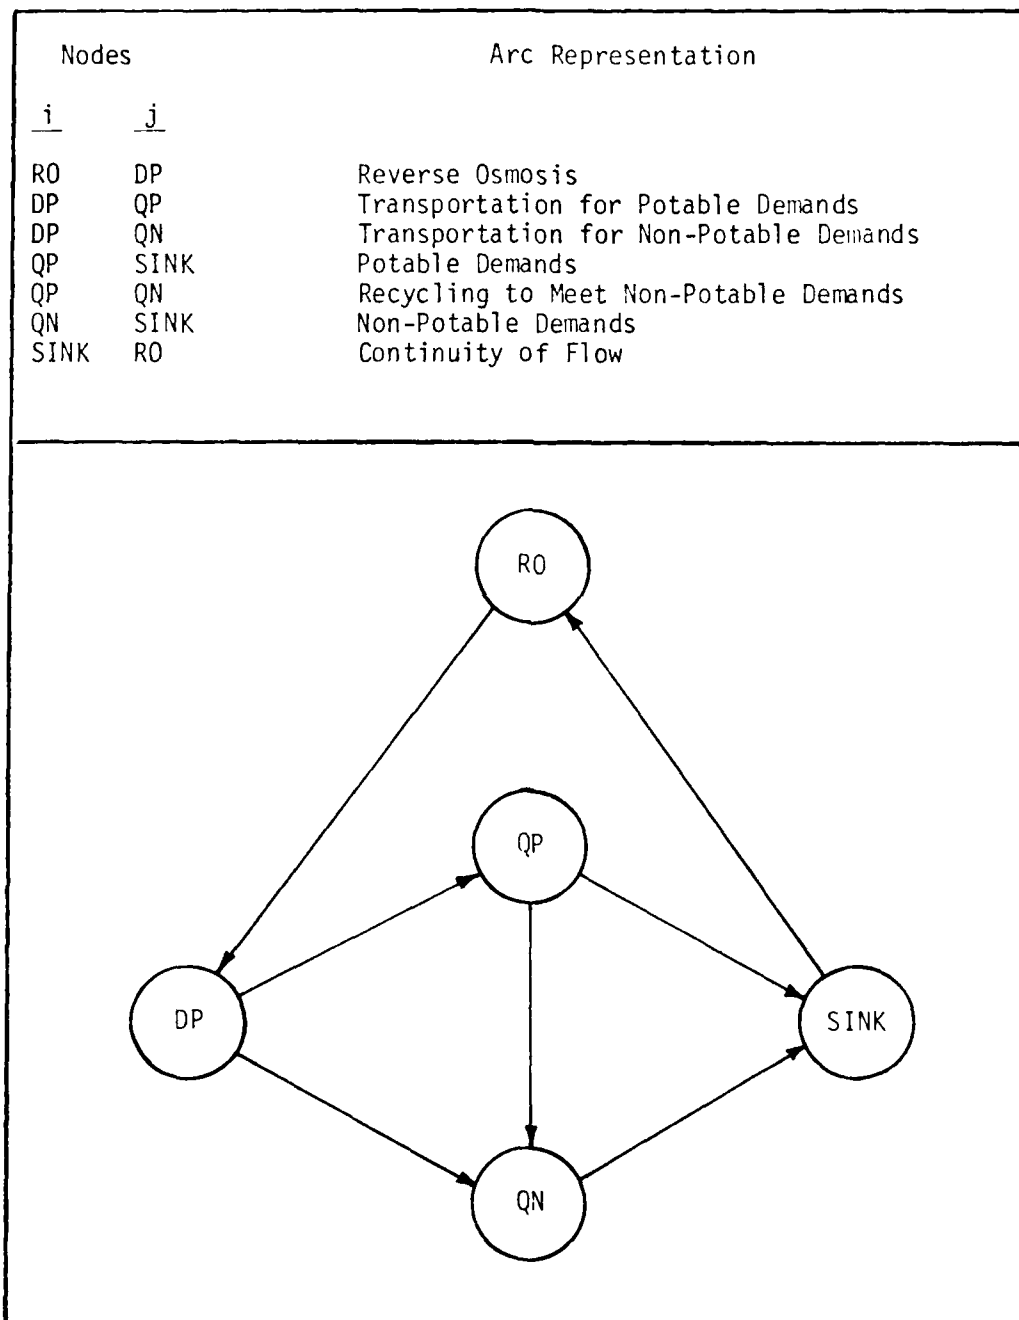 Nodes Arc Representation
i j
RO DP Reverse Osmosis
DP QP Transportation for Potable Demands
DP QN Transportation for Non-Potable Demands
QP SINK Potable Demands
QP QN Recycling to Meet Non-Potable Demands
QN SINK Non-Potable Demands
SINK RO Continuity of Flow
RO
QP
DP SINK
QN